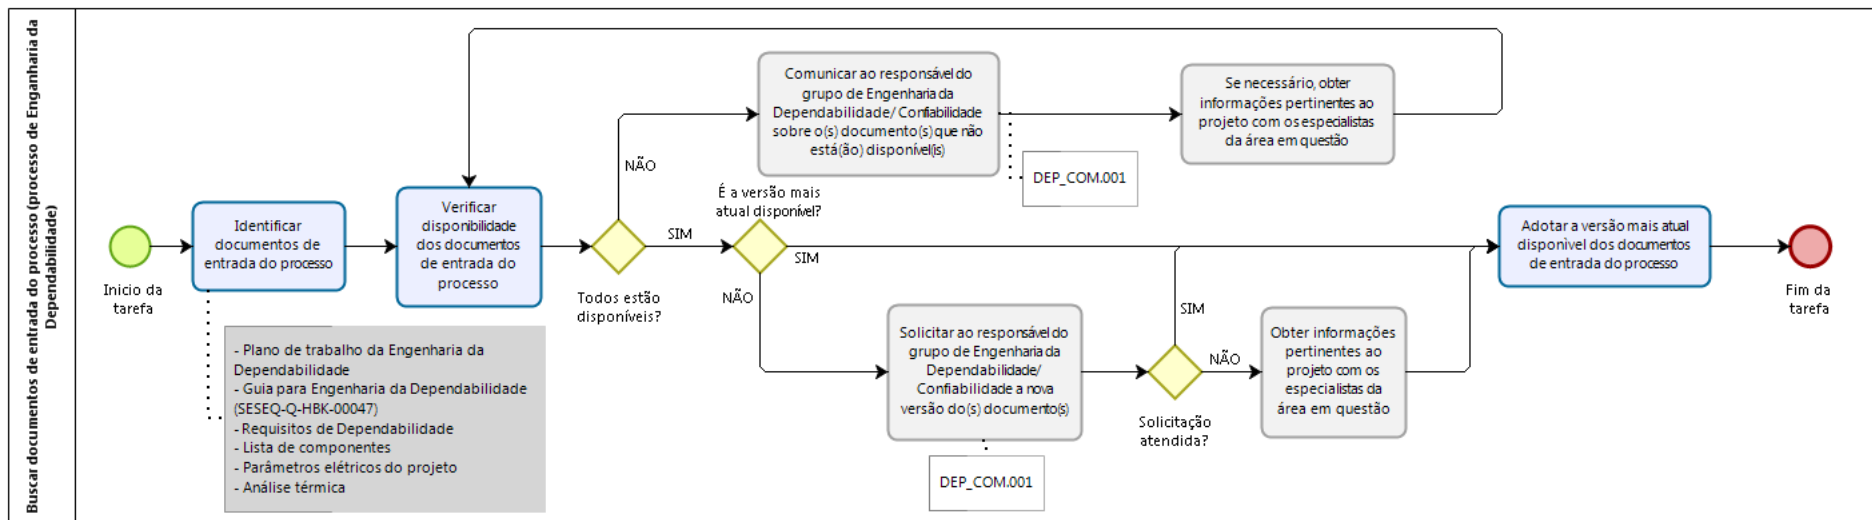 Buscar documentos de entrada do processo (processo de Enganharia da
Dependabilidade)
Inicio da
tarefa
Identificar
documentos de
entrada do processo
- Plano de trabalho da Engenharia da
Dependabilidade
- Guia para Engenharia da Dependabilidade
(SESEQ-Q-HBK-00047)
- Requisitos de Dependabilidade
- Lista de componentes
- Parâmetros elétricos do projeto
- Análise térmica
Verificar
disponibilidade
dos documentos
de entrada do
processo
Todos estão
disponíveis?
NÃO
Comunicar ao responsável do
grupo de Engenharia da
Dependabilidade/ Confiabilidade
sobre o(s) documento(s) que não
está(ão) disponível(is)
DEP_COM.001
Se necessário, obter
informações pertinentes ao
projeto com os especialistas
da área em questão
SIM
É a versão mais
atual disponível?
SIM
NÃO
Solicitar ao responsável do
grupo de Engenharia da
Dependabilidade/
Confiabilidade a nova
versão do(s) documento(s)
DEP_COM.001
Solicitação
atendida?
SIM
NÃO
Obter informações
pertinentes ao
projeto com os
especialistas da
área em questão
Adotar a versão mais atual
disponìvel dos documentos
de entrada do processo
Fim da
tarefa